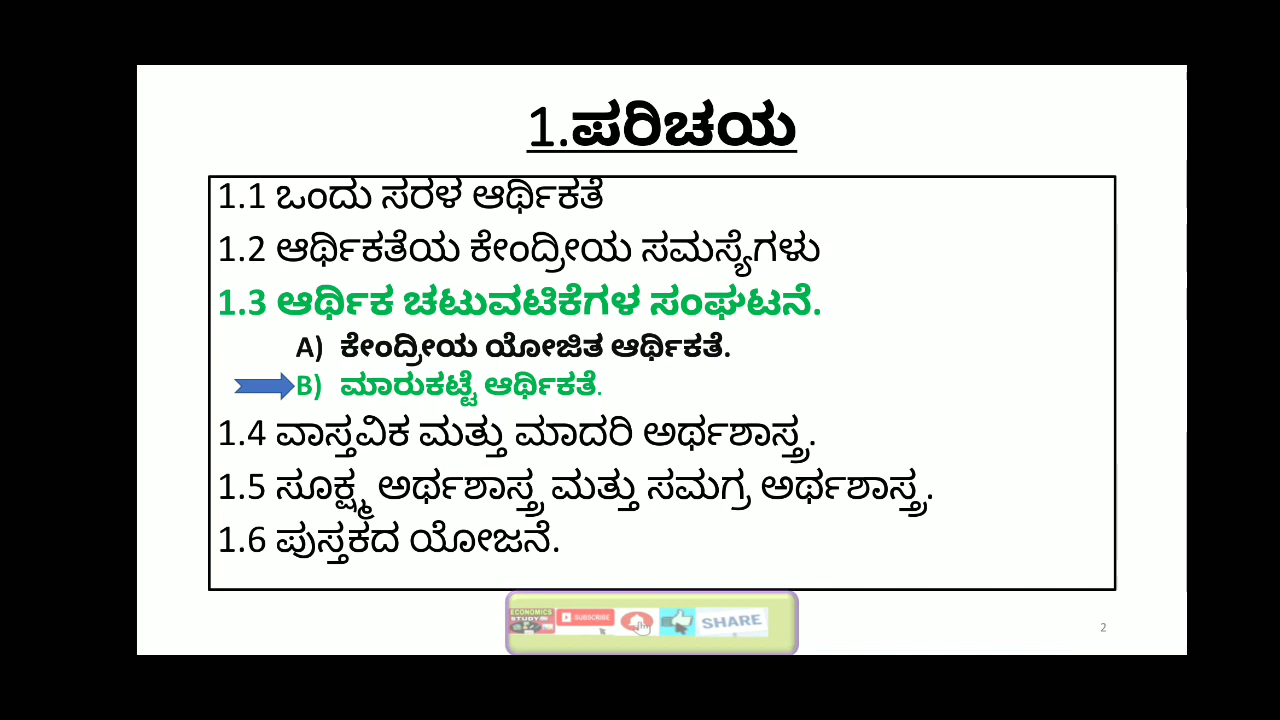 1.ಪರಿಚಯ
1.1 ಒಂದು ಸರಳ ಆರ್ಥಿಕತೆ
1.2 ಆರ್ಥಿಕತೆಯ ಕೇಂದ್ರೀಯ ಸಮಸ್ಯೆಗಳು
1.3 ಆರ್ಥಿಕ ಚಟುವಟಿಕೆಗಳ ಸಂಘಟನೆ.
A) ಕೇಂದ್ರೀಯ ಯೋಜಿತ ಆರ್ಥಿಕತೆ.
B) ಮಾರುಕಟ್ಟೆ ಆರ್ಥಿಕತೆ.
1.4 ವಾಸ್ತವಿಕ ಮತ್ತು ಮಾದರಿ ಅರ್ಥಶಾಸ್ತ್ರ.
1.5 ಸೂಕ್ಷ್ಮ ಅರ್ಥಶಾಸ್ತ್ರ ಮತ್ತು ಸಮಗ್ರ ಅರ್ಥಶಾಸ್ತ್ರ.
1.6 ಪುಸ್ತಕದ ಯೋಜನೆ.
ECONOMICS
STUDY
SUBSCRIBE
SHARE
2